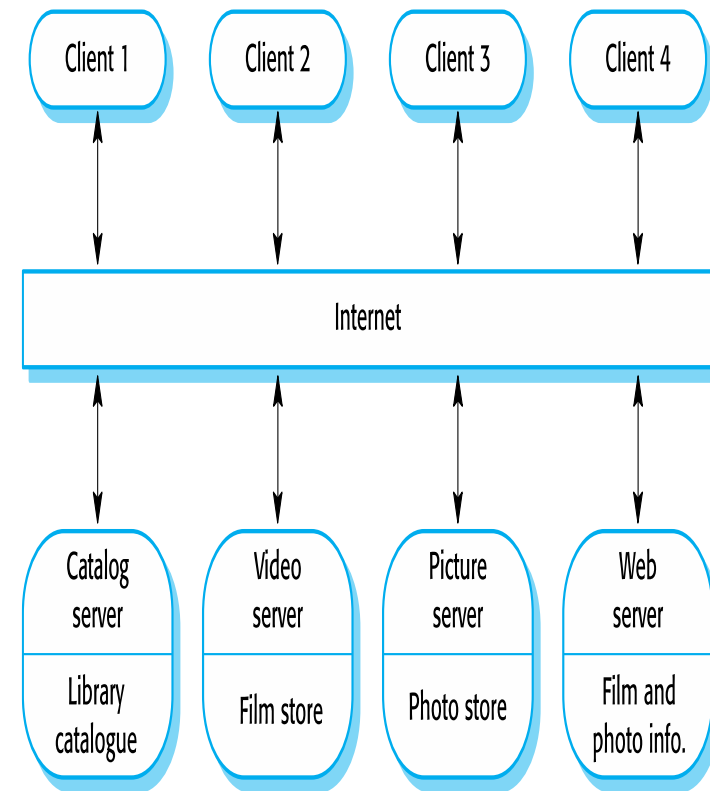 Client 1
Client 2
Client 3
Client 4
Internet
Catalog
server
Library
catalogue
Video
server
Film store
Picture
server
Photo store
Web
server
Film and
photo info.